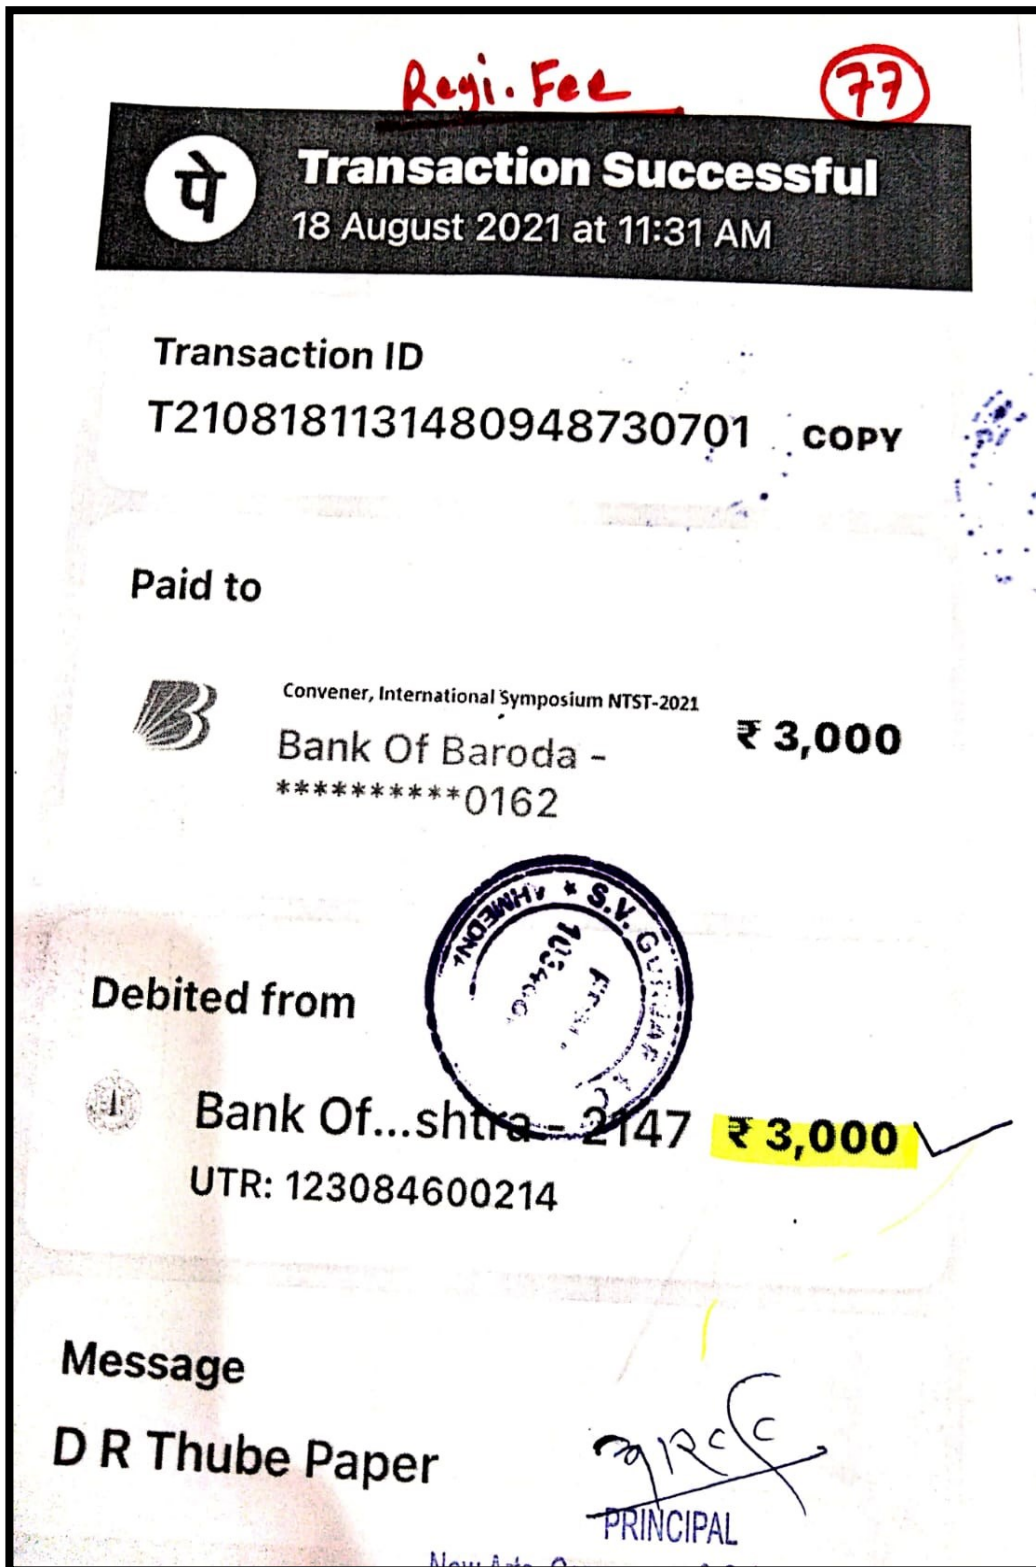 Regi. Fee
77
पे
Transaction Successful
18 August 2021 at 11:31 AM
Transaction ID
T2108181131480948730701 COPY
Paid to
Convener, International Symposium NTST-2021
Bank Of Baroda - ₹ 3,000
**********0162
S.V. 
Debited from
Bank Of...shtra - 2147 ₹ 3,000
UTR: 123084600214
Message
D R Thube Paper
PRINCIPAL
New Arts,